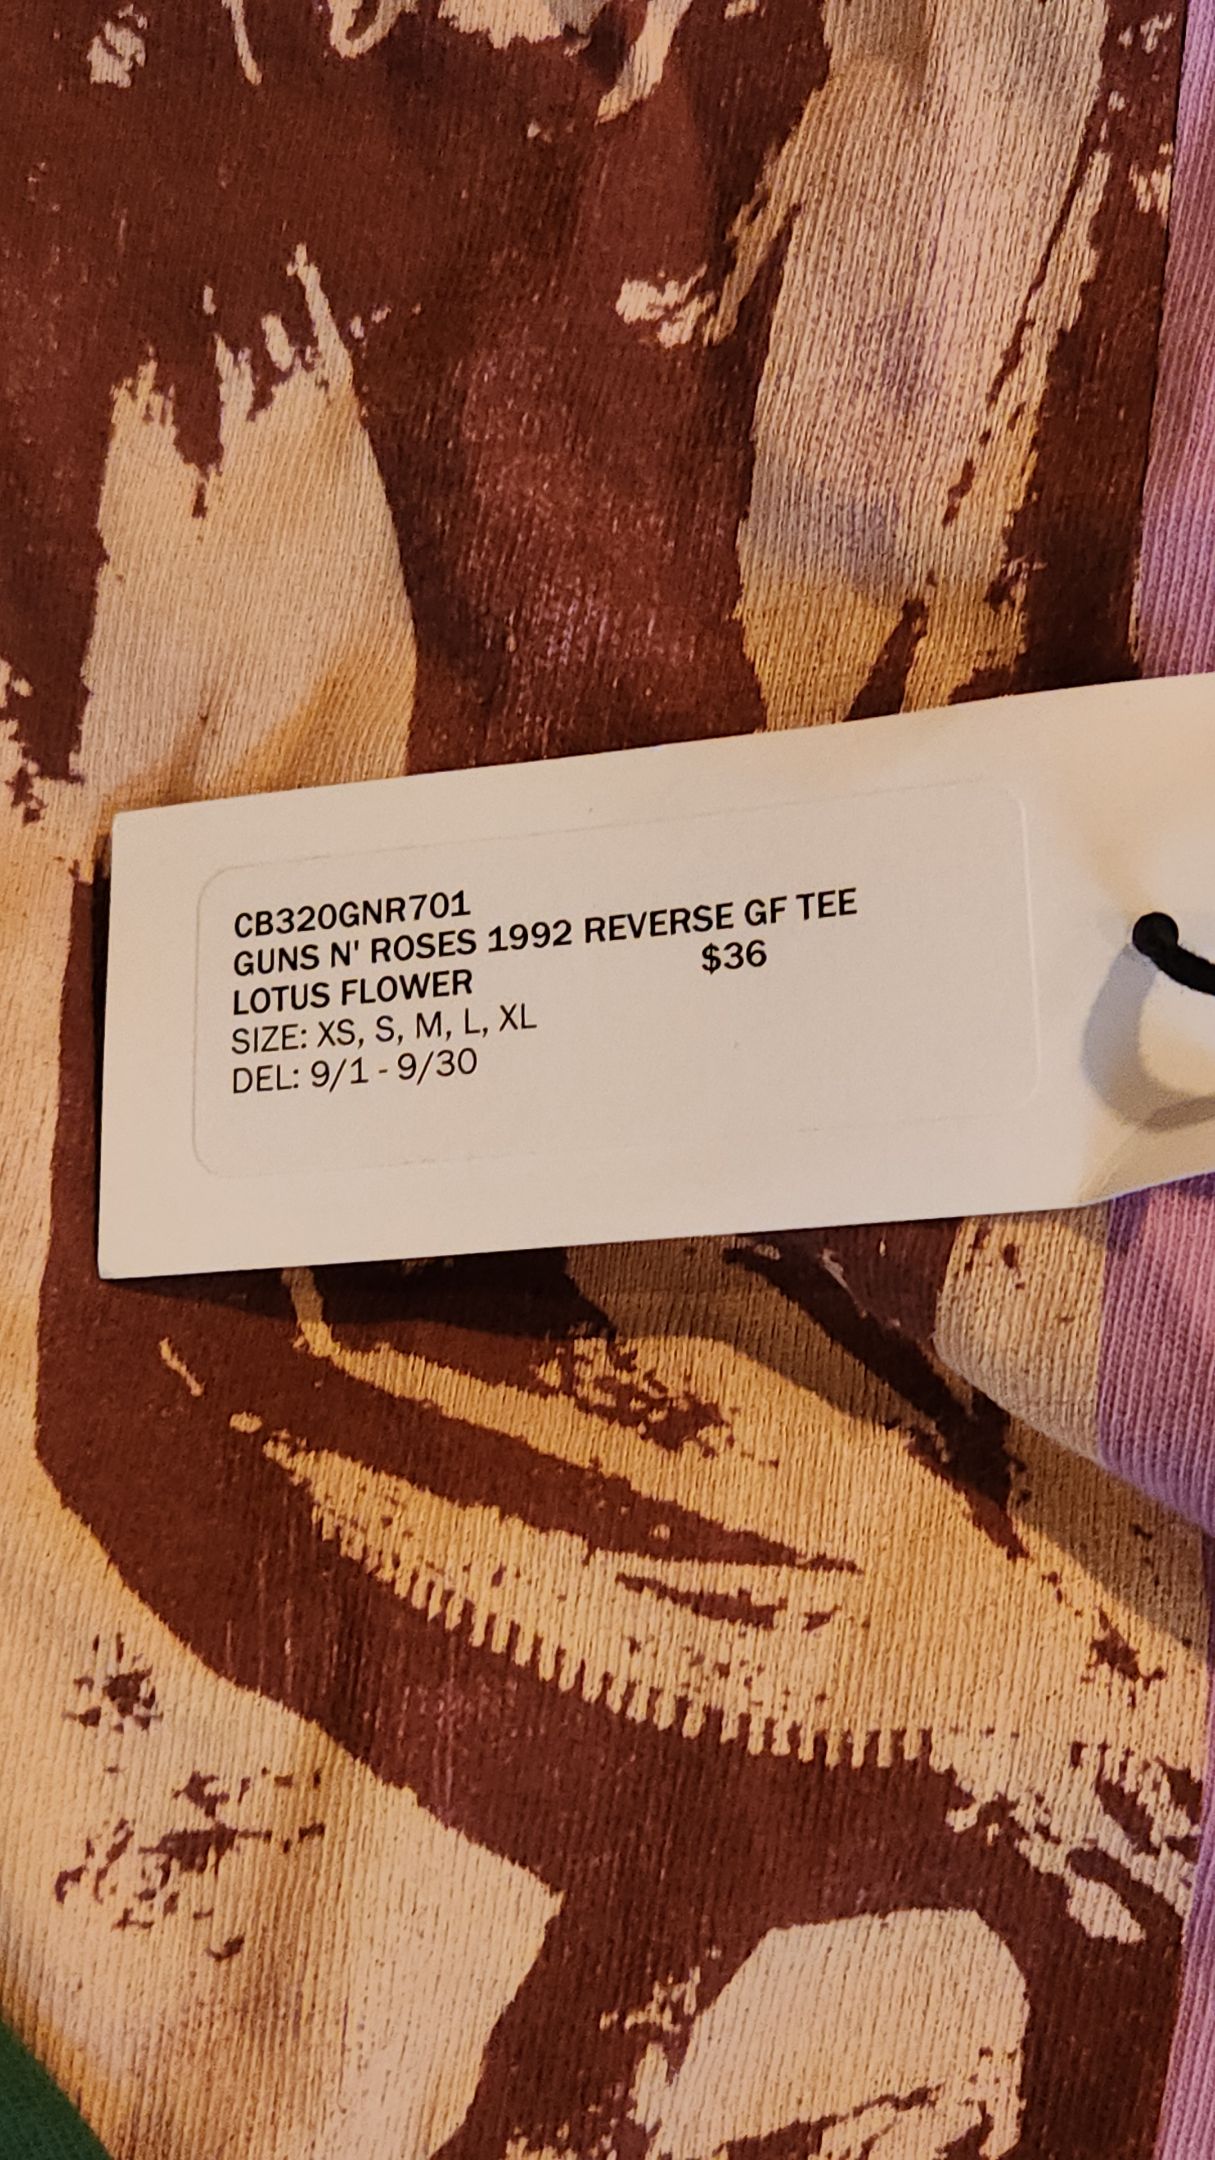 CB320GNR701
GUNS N' ROSES 1992 REVERSE GF TEE
LOTUS FLOWER $36
SIZE: XS, S, M, L, XL
DEL: 9/1 - 9/30